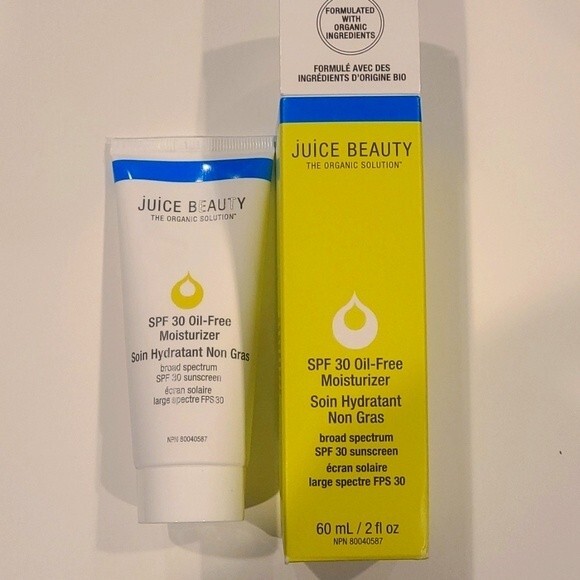 FORMULATED
WITH
ORGANIC
INGREDIENTS
FORMULÉ AVEC DES
INGRÉDIENTS D'ORIGINE BIO
JUICE BEAUTY
THE ORGANIC SOLUTION™
SPF 30 Oil-Free
Moisturizer
Soin Hydratant Non Gras
broad spectrum
SPF 30 sunscreen
écran solaire
large spectre FPS 30
NPN 80040587
JUICE BEAUTY
THE ORGANIC SOLUTION™
SPF 30 Oil-Free
Moisturizer
Soin Hydratant
Non Gras
broad spectrum
SPF 30 sunscreen
écran solaire
large spectre FPS 30
60 mL / 2 fl oz
NPN 80040587